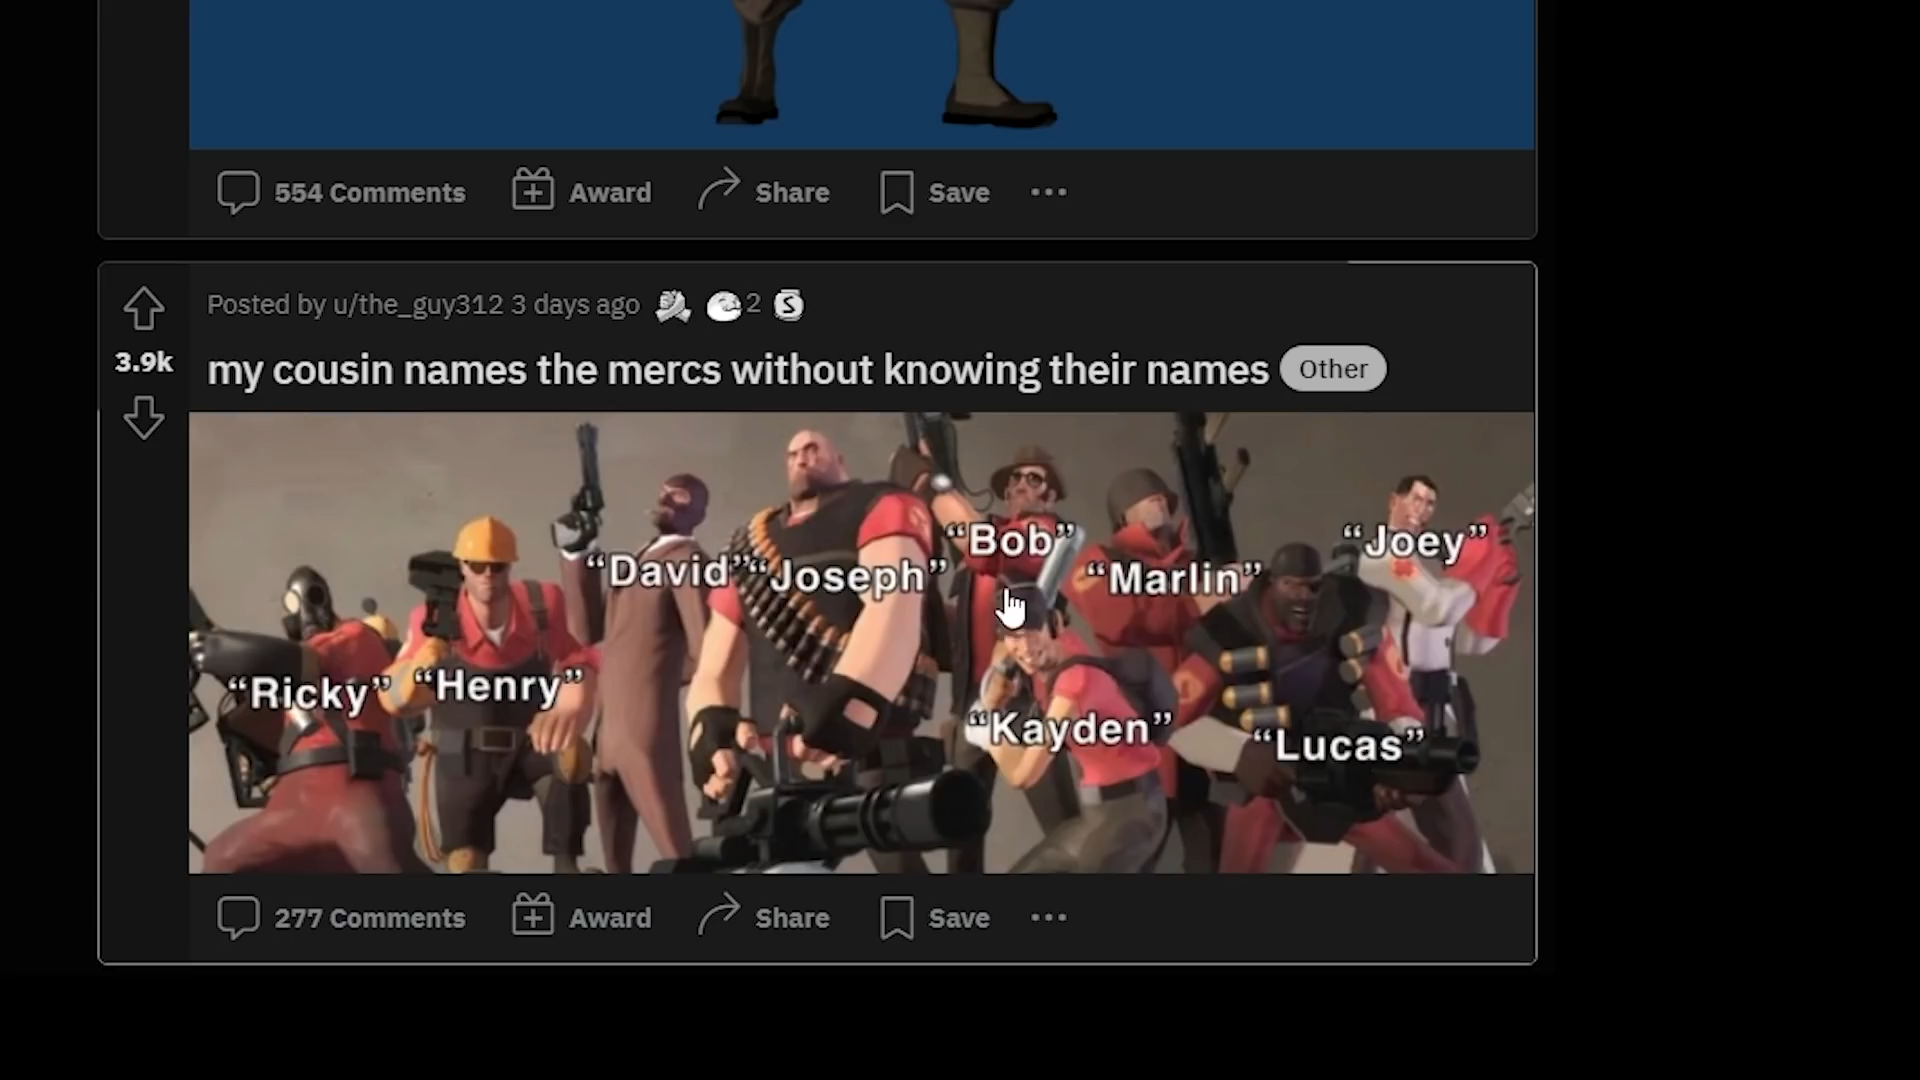 554 Comments Award Share Save
Posted by u/the_guy312 3 days ago 2
3.9k
my cousin names the mercs without knowing their names Other
“Bob” “Joey”
“David” “Joseph” “Marlin”
“Ricky” “Henry”
“Kayden” “Lucas”
277 Comments Award Share Save